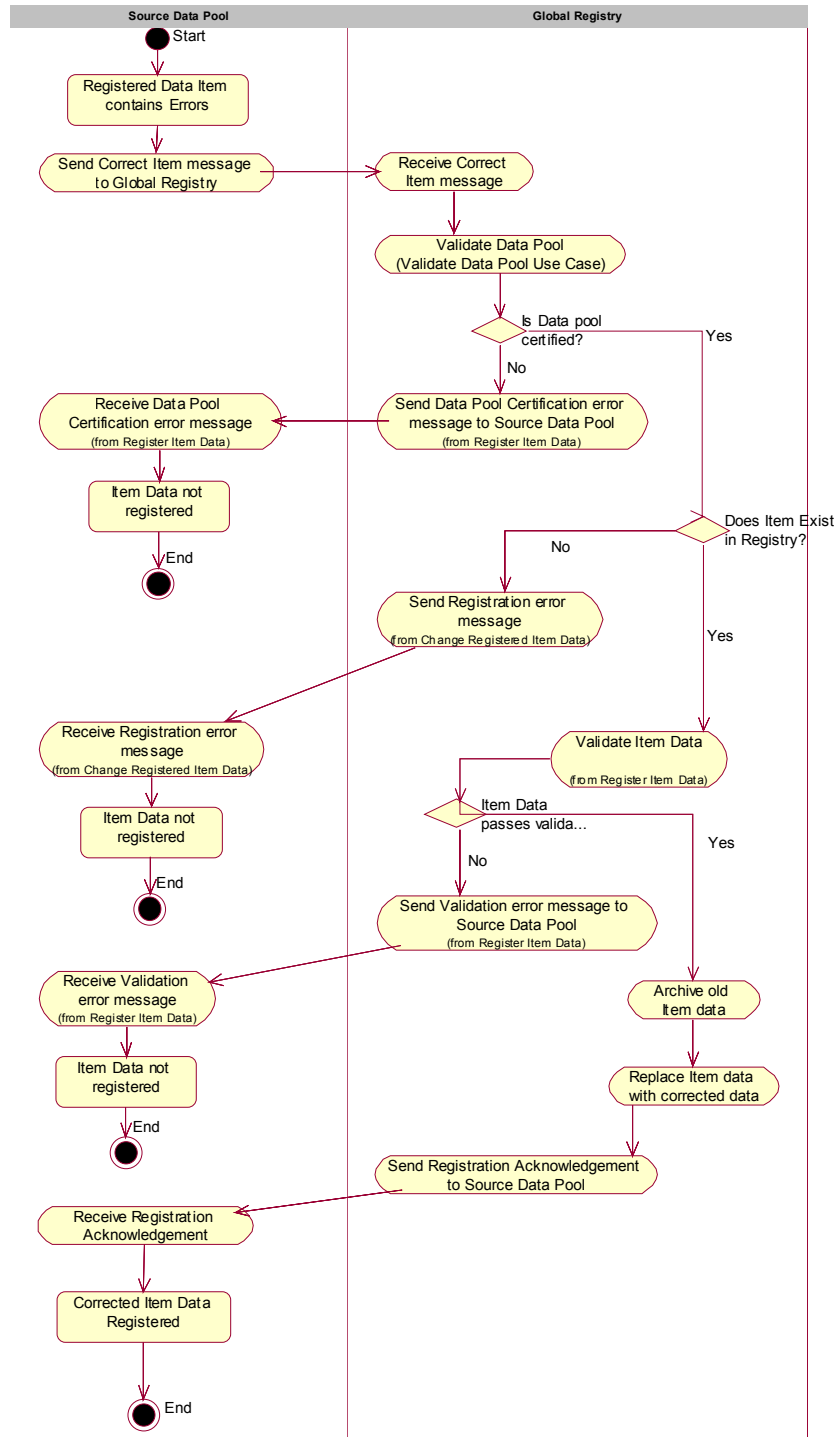 Source Data Pool
Global Registry
Start
Registered Data Item
contains Errors
Send Correct Item message
to Global Registry
Receive Correct
Item message
Validate Data Pool
(Validate Data Pool Use Case)
Is Data pool
certified?
Yes
No
Receive Data Pool
Certification error message
(from Register Item Data)
Send Data Pool Certification error
message to Source Data Pool
(from Register Item Data)
Item Data not
registered
End
Does Item Exist
in Registry?
No
Send Registration error
message
(from Change Registered Item Data)
Yes
Receive Registration error
message
(from Change Registered Item Data)
Validate Item Data
(from Register Item Data)
Item Data not
registered
Item Data
passes valida...
Yes
No
End
Send Validation error message to
Source Data Pool
(from Register Item Data)
Receive Validation
error message
(from Register Item Data)
Archive old
Item data
Item Data not
registered
Replace Item data
with corrected data
End
Send Registration Acknowledgement
to Source Data Pool
Receive Registration
Acknowledgement
Corrected Item Data
Registered
End